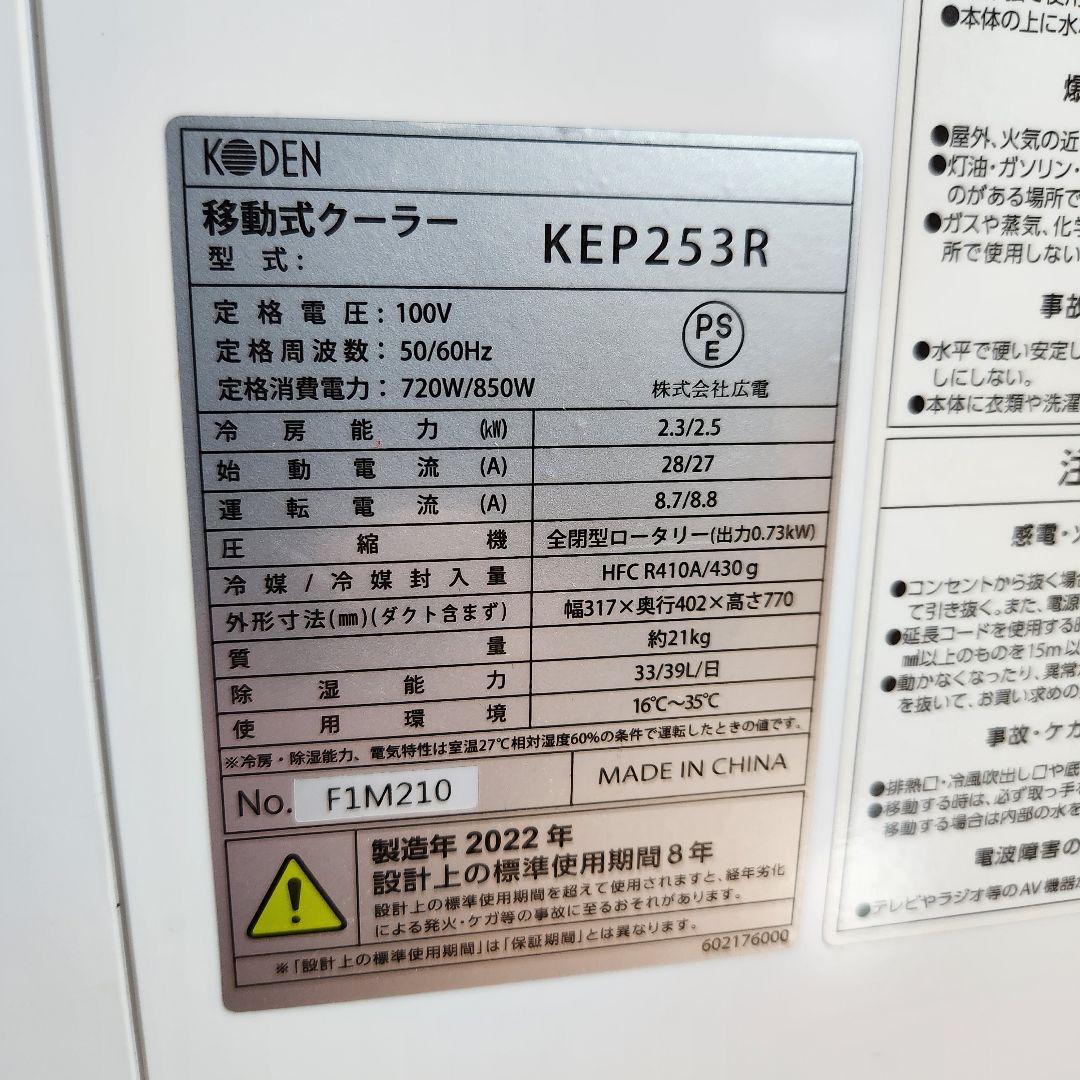 KODEN
移動式クーラー
型式: KEP253R
定格電圧: 100V
定格周波数: 50/60Hz
定格消費電力: 720W/850W
PS
E
株式会社広電
冷房能力(kW) 2.3/2.5
始動電流(A) 28/27
運転電流(A) 8.7/8.8
圧縮機 全閉型ロータリー(出力0.73kW)
冷媒/冷媒封入量 HFC R410A/430g
外形寸法(mm)(ダクト含まず) 幅317×奥行402×高さ770
質量 約21kg
除湿能力 33/39L/日
使用環境 16℃~35℃
※冷房・除湿能力、電気特性は室温27℃相対湿度60%の条件で運転したときの値です。
No. F1M210
MADE IN CHINA
製造年 2022年
設計上の標準使用期間 8年
設計上の標準使用期間を超えて使用されますと、経年劣化
による発火・ケガ等の事故に至るおそれがあります。
※「設計上の標準使用期間」は「保証期間」とは異なります。
602176000
●本体の上に水
●屋外、火気の近
●灯油・ガソリン・
のがある場所で
●ガスや蒸気、化学
所で使用しない
事故
●水平で硬い安定し
しにしない。
●本体に衣類や洗濯
注
感電・
●コンセントから抜く場合
て引き抜く。また、電源
●延長コードを使用する時
㎟以上のものを15m以
●動かなくなったり、異常
を抜いて、お買い求めの
事故・ケガ
●排熱口・冷風吹出し口や底
●移動する時は、必ず取っ手を
移動する場合は内部の水を
電波障害の
●テレビやラジオ等のAV機器